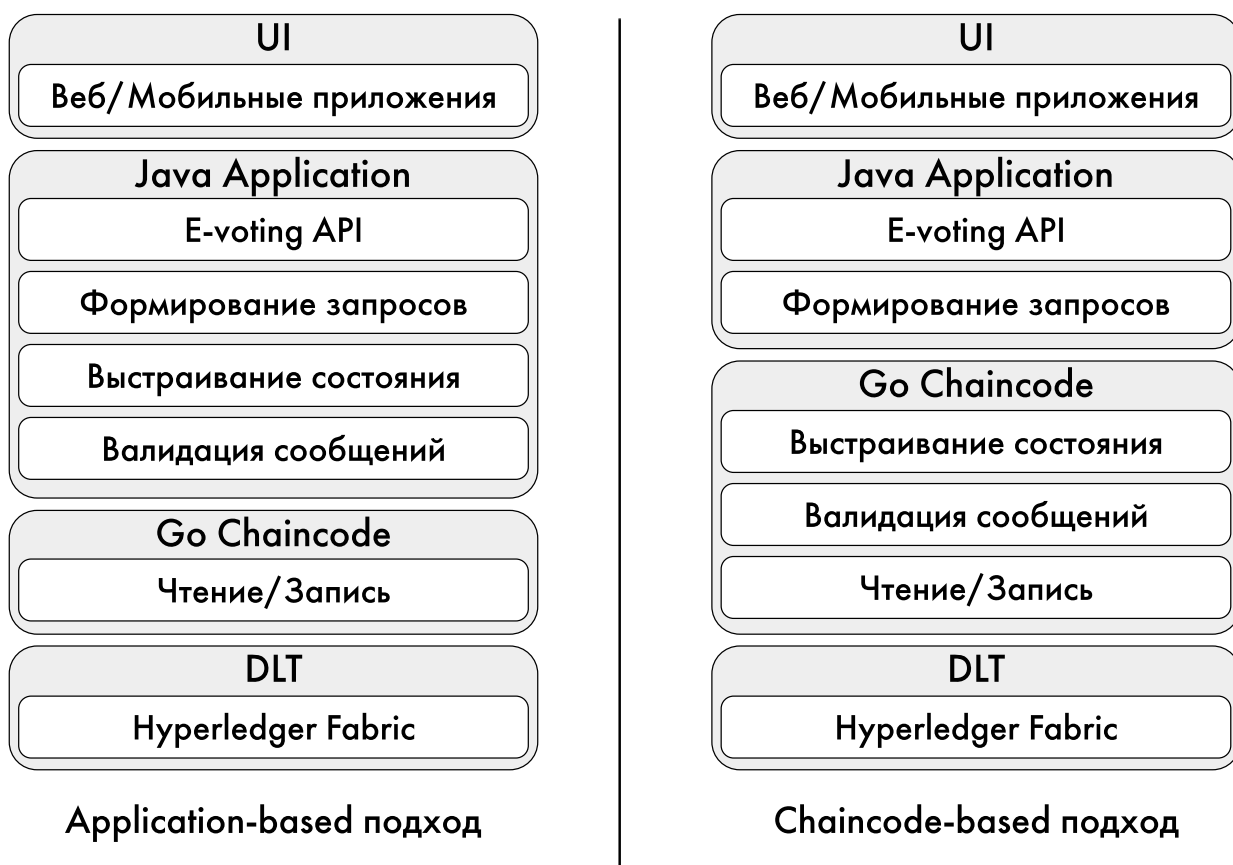 UI
Веб/Мобильные приложения
Java Application
E-voting API
Формирование запросов
Выстраивание состояния
Валидация сообщений
Go Chaincode
Чтение/Запись
DLT
Hyperledger Fabric
Application-based подход
UI
Веб/Мобильные приложения
Java Application
E-voting API
Формирование запросов
Go Chaincode
Выстраивание состояния
Валидация сообщений
Чтение/Запись
DLT
Hyperledger Fabric
Chaincode-based подход